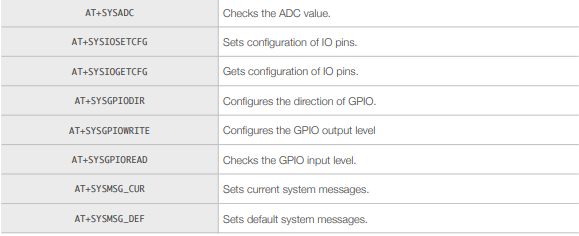 AT+SYSADC Checks the ADC value.
AT+SYSIOSETCFG Sets configuration of IO pins.
AT+SYSIOGETCFG Gets configuration of IO pins.
AT+SYSGPIODIR Configures the direction of GPIO.
AT+SYSGPIOWRITE Configures the GPIO output level
AT+SYSGPIOREAD Checks the GPIO input level.
AT+SYSMSG_CUR Sets current system messages.
AT+SYSMSG_DEF Sets default system messages.